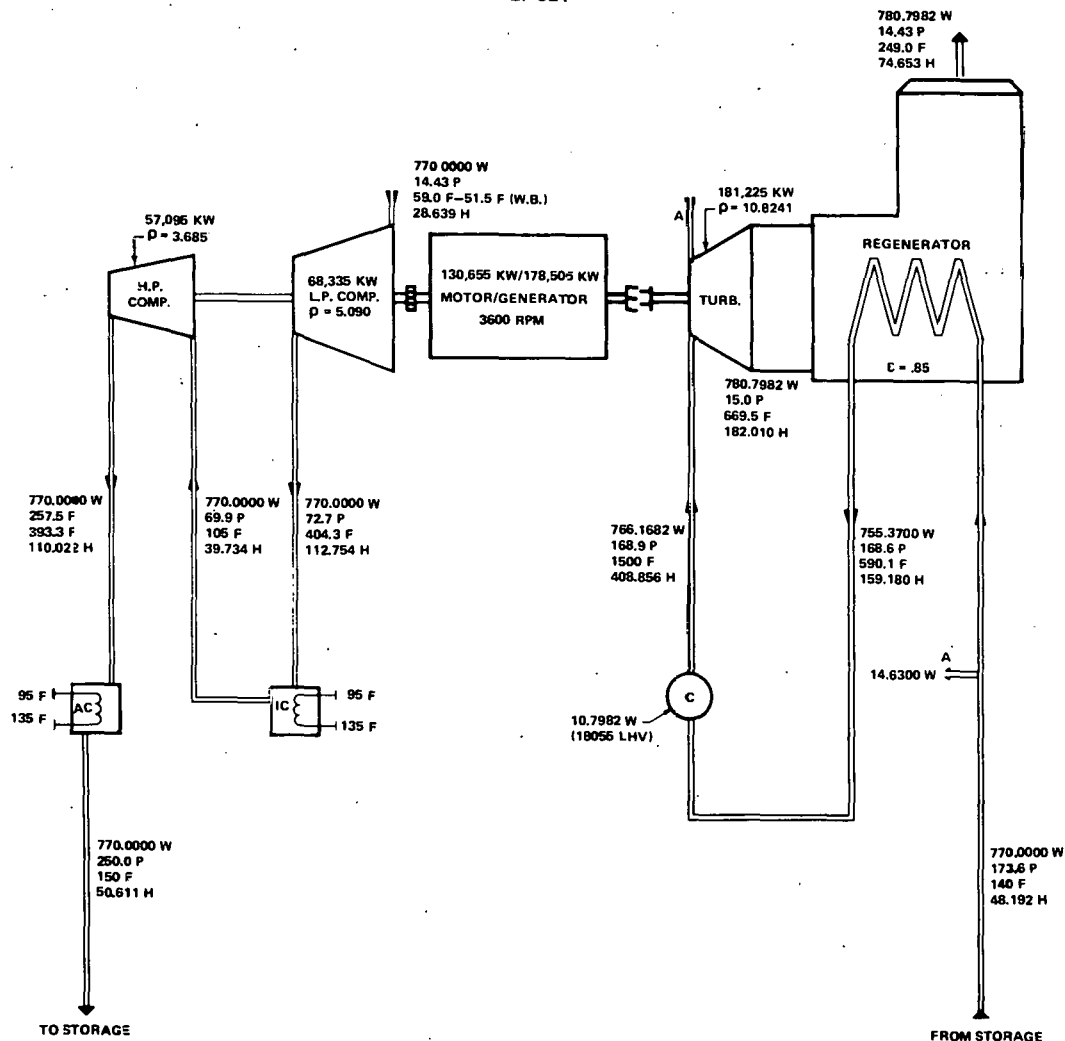 780.7982 W
14.43 P
249.0 F
74.653 H
770 0000 W
14.43 P
59.0 F–51.5 F (W.B.)
28.639 H
181,225 KW
ρ = 10.8241
A
57,095 KW
ρ = 3.685
H.P.
COMP.
68,335 KW
L.P. COMP.
ρ = 5.090
130,655 KW/178,505 KW
MOTOR/GENERATOR
3600 RPM
TURB.
REGENERATOR
Ɛ = .85
780.7982 W
15.0 P
669.5 F
182.010 H
770.0000 W
257.5 F
393.3 F
110.022 H
770.0000 W
69.9 P
105 F
39.734 H
770.0000 W
72.7 P
404.3 F
112.754 H
766.1682 W
168.9 P
1500 F
408.856 H
755.3700 W
168.6 P
590.1 F
159.180 H
A
14.6300 W
95 F
AC
135 F
IC
95 F
135 F
C
10.7982 W
(18055 LHV)
770.0000 W
250.0 P
150 F
50.611 H
770.0000 W
173.6 P
140 F
48.192 H
TO STORAGE
FROM STORAGE